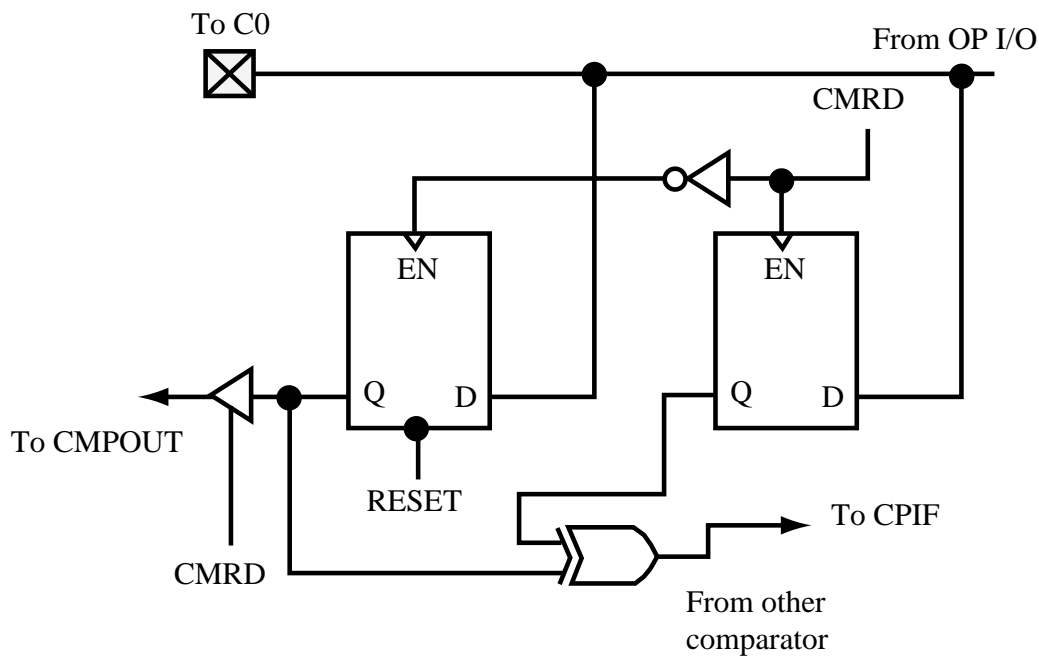 To C0
From OP I/O
CMRD
EN
EN
Q
D
Q
D
To CMPOUT
RESET
To CPIF
CMRD
From other
comparator